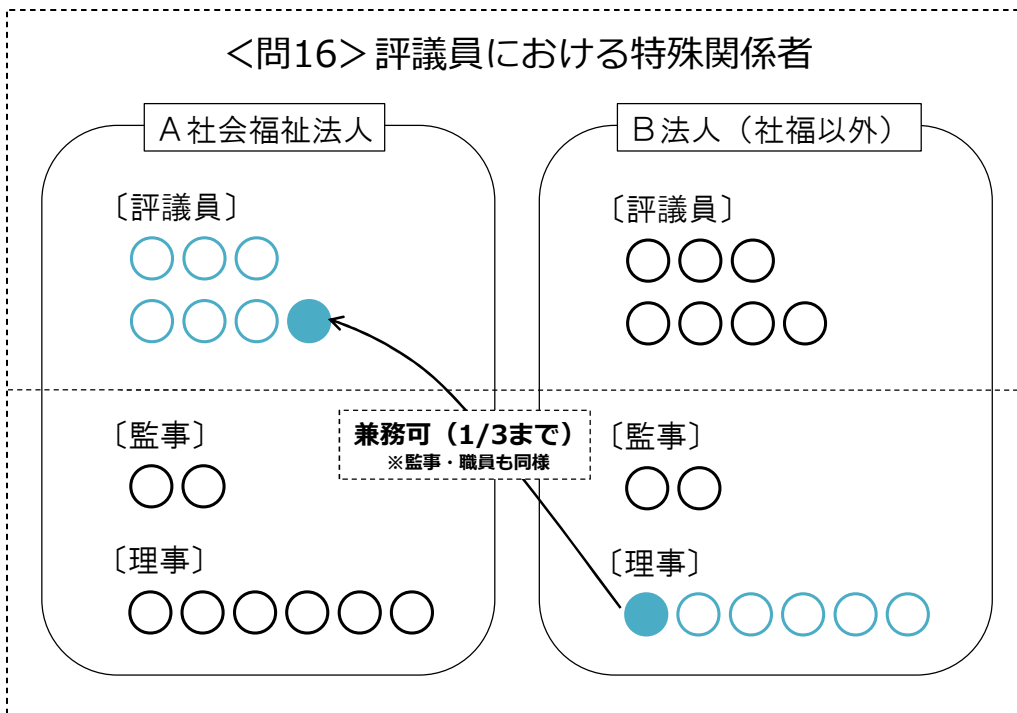 <問16>評議員における特殊関係者
A社会福祉法人
B法人(社福以外)
〔評議員〕
〔評議員〕
兼務可(1/3まで)
※監事・職員も同様
〔監事〕
〔監事〕
〔理事〕
〔理事〕